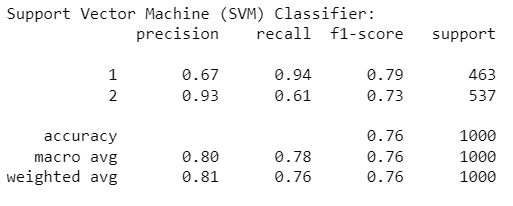 Support Vector Machine (SVM) Classifier:
precision recall f1-score support
1 0.67 0.94 0.79 463
2 0.93 0.61 0.73 537
accuracy 0.76 1000
macro avg 0.80 0.78 0.76 1000
weighted avg 0.81 0.76 0.76 1000